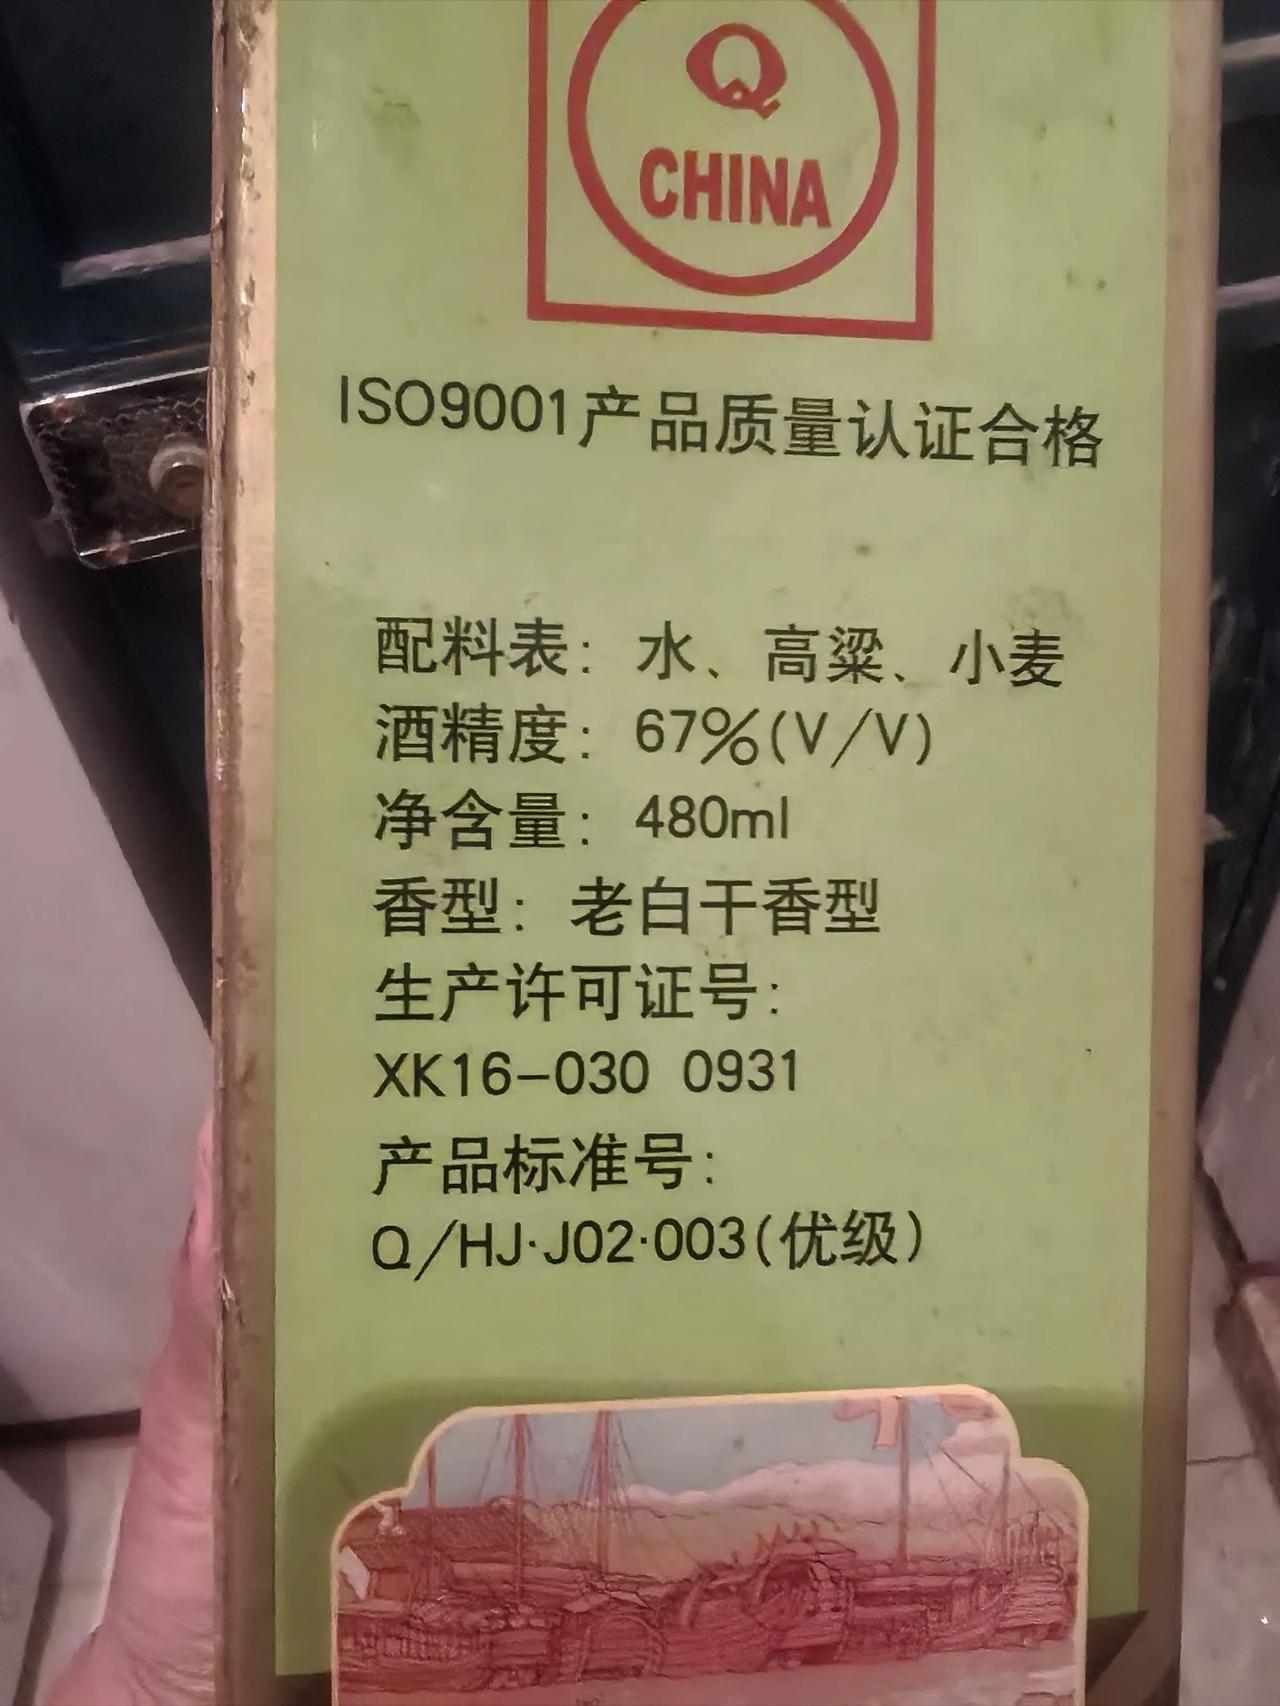 Q
CHINA
ISO9001产品质量认证合格
配料表：水、高粱、小麦
酒精度：67%(V/V)
净含量：480ml
香型：老白干香型
生产许可证号：
XK16-030 0931
产品标准号：
Q/HJ·J02·003(优级)